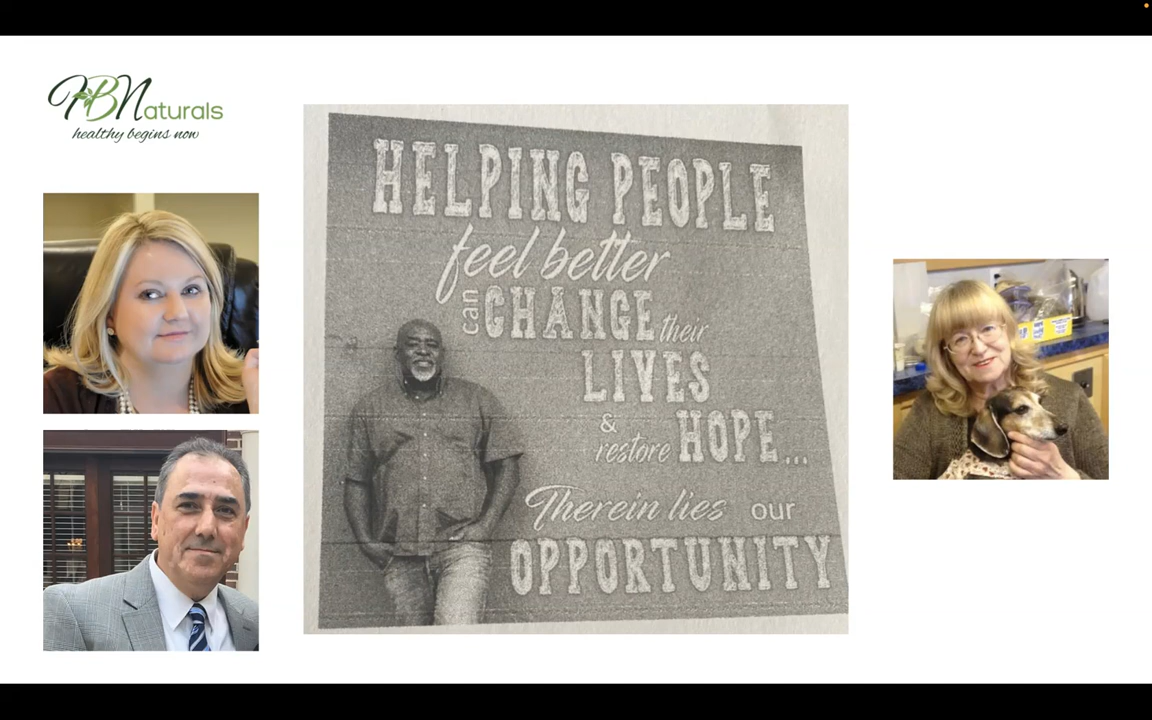 HBNaturals
healthy begins now
HELPING PEOPLE
feel better
can CHANGE their
LIVES
& restore HOPE...
Therein lies our
OPPORTUNITY